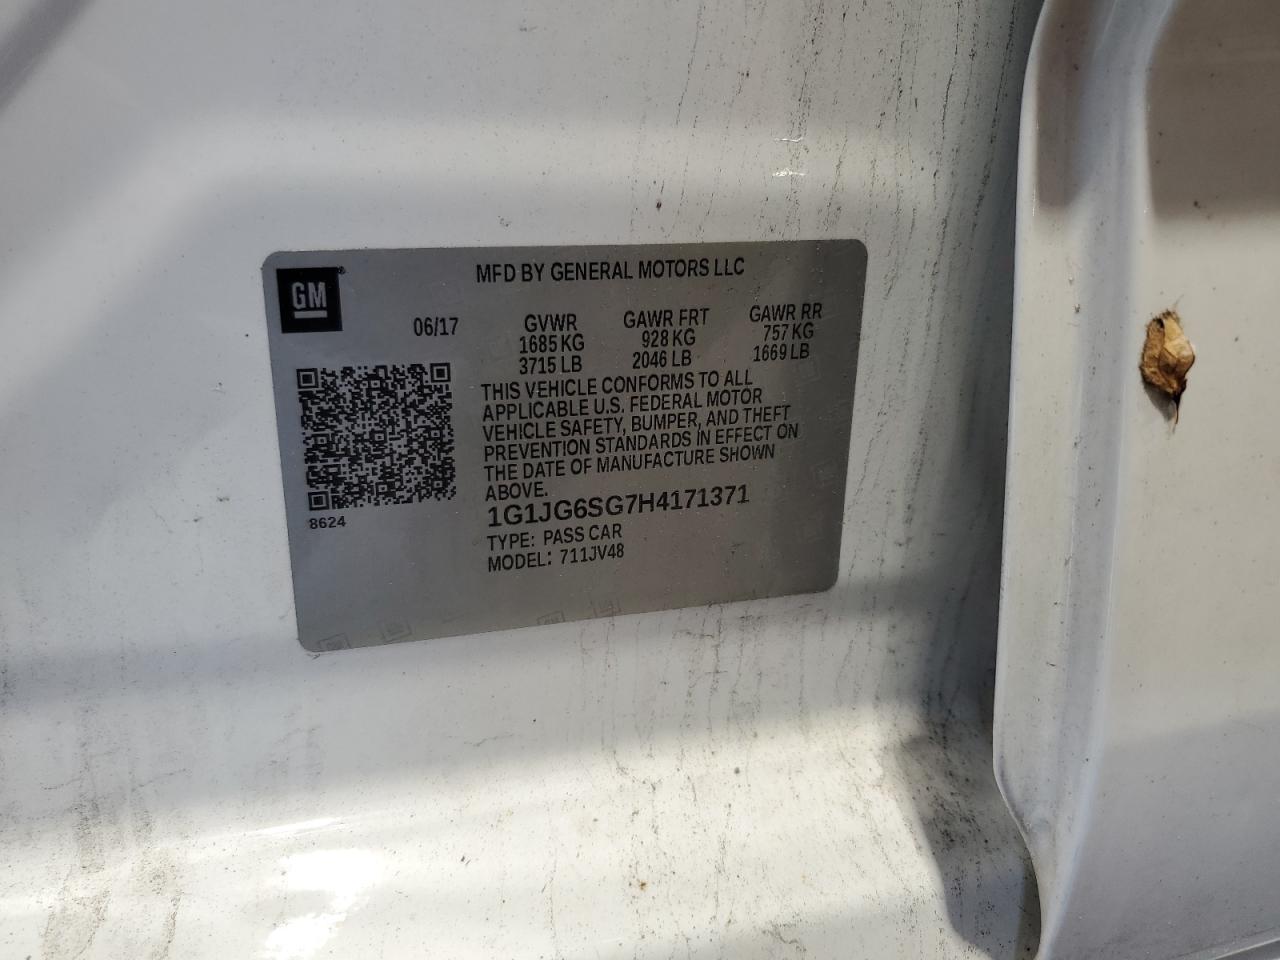 MFD BY GENERAL MOTORS LLC
GM
06/17
GVWR GAWR FRT GAWR RR
1685 KG 928 KG 757 KG
3715 LB 2046 LB 1669 LB
THIS VEHICLE CONFORMS TO ALL
APPLICABLE U.S. FEDERAL MOTOR
VEHICLE SAFETY, BUMPER, AND THEFT
PREVENTION STANDARDS IN EFFECT ON
THE DATE OF MANUFACTURE SHOWN
ABOVE.
8624
1G1JG6SG7H4171371
TYPE: PASS CAR
MODEL: 711JV48